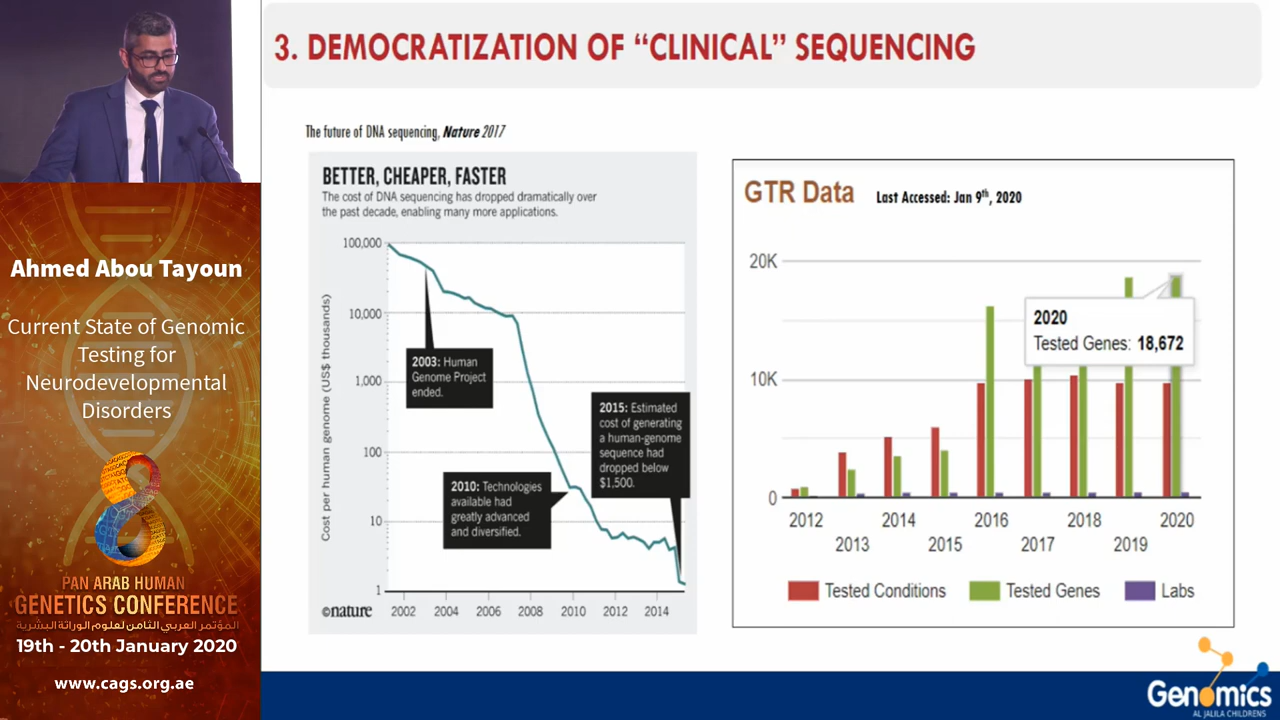 3. DEMOCRATIZATION OF “CLINICAL” SEQUENCING
The future of DNA sequencing, Nature 2017
BETTER, CHEAPER, FASTER
The cost of DNA sequencing has dropped dramatically over
the past decade, enabling many more applications.
Cost per human genome (US$ thousands)
100,000
10,000
1,000
100
10
1
2003: Human
Genome Project
ended.
2010: Technologies
available had
greatly advanced
and diversified.
2015: Estimated
cost of generating
a human-genome
sequence had
dropped below
$1,500.
2002 2004 2006 2008 2010 2012 2014
©nature
GTR Data
Last Accessed: Jan 9th, 2020
20K
10K
0
2020
Tested Genes: 18,672
2012 2014 2016 2018 2020
2013 2015 2017 2019
Tested Conditions Tested Genes Labs
Ahmed Abou Tayoun
Current State of Genomic
Testing for
Neurodevelopmental
Disorders
PAN ARAB HUMAN
GENETICS CONFERENCE
المؤتمر العربي الثامن لعلوم الوراثة البشرية
19th - 20th January 2020
www.cags.org.ae
Genomics
AL JALILA CHILDRENS